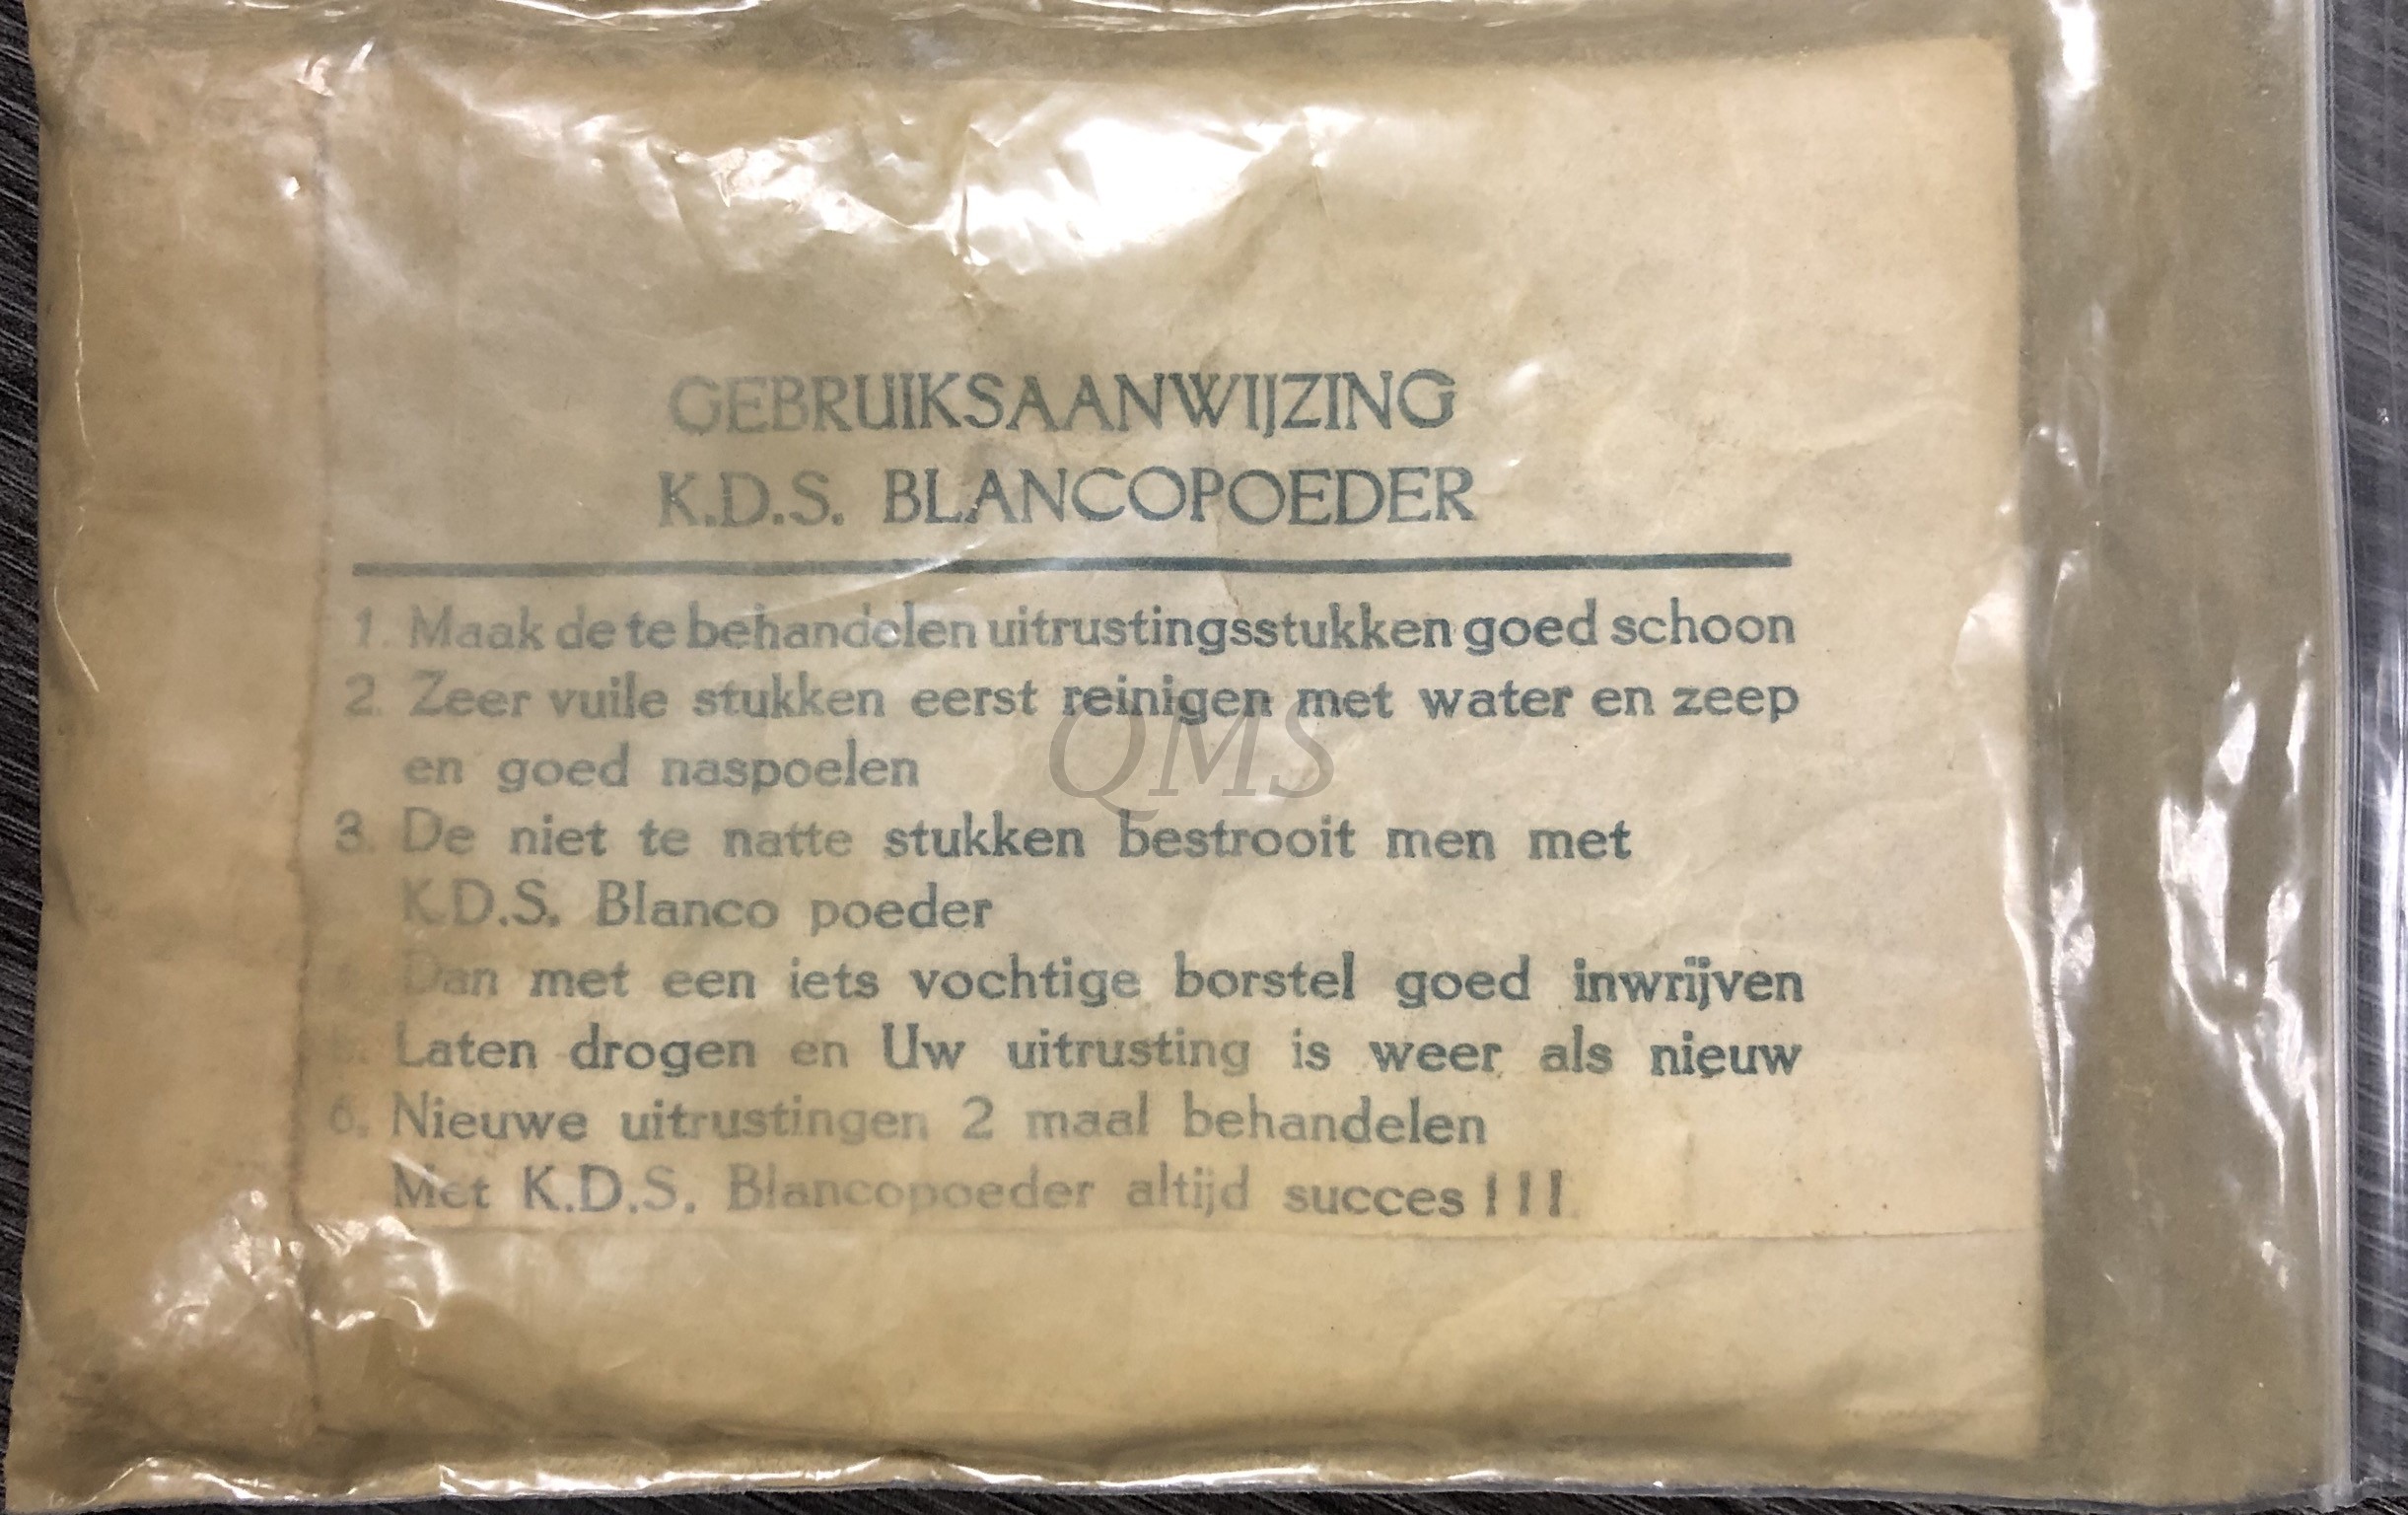 GEBRUIKSAANWIJZING
K.D.S. BLANCOPOEDER
1. Maak de te behandelen uitrustingsstukken goed schoon
2. Zeer vuile stukken eerst reinigen met water en zeep
en goed naspoelen
3. De niet te natte stukken bestrooit men met
K.D.S. Blanco poeder
Dan met een iets vochtige borstel goed inwrijven
5. Laten drogen en Uw uitrusting is weer als nieuw
6. Nieuwe uitrustingen 2 maal behandelen
Met K.D.S. Blancopoeder altijd succes!!!
QMS